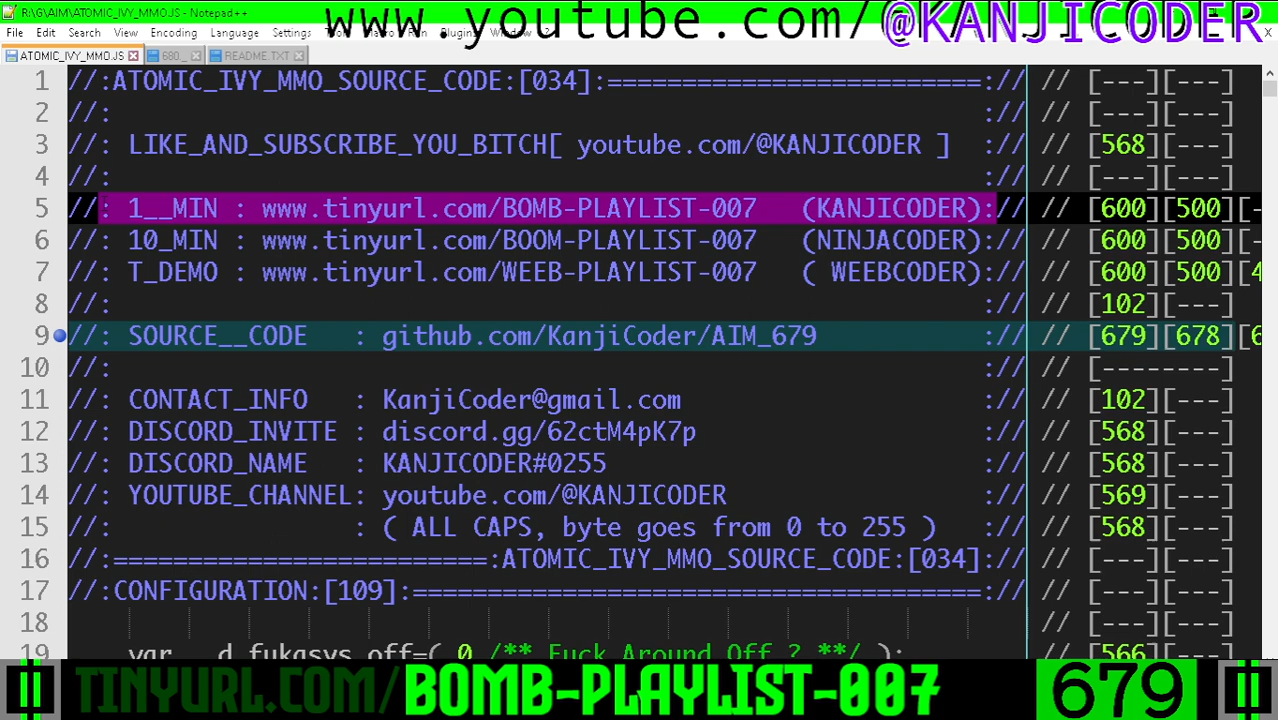 R:\G\AIM\ATOMIC_IVY_MMO.JS - Notepad++
www.youtube.com/@KANJICODER
File Edit Search View Encoding Language Settings Run Plugins
ATOMIC_IVY_MMO.JS 680_ README.TXT
1 //:ATOMIC_IVY_MMO_SOURCE_CODE:[034]:=========================:// // [---][---]
2 //: :// // [---][---]
3 //: LIKE_AND_SUBSCRIBE_YOU_BITCH[ youtube.com/@KANJICODER ] :// // [568]
4 //: :// // [---][---]
5 //: 1__MIN : www.tinyurl.com/BOMB-PLAYLIST-007 (KANJICODER):// // [600][500][-
6 //: 10_MIN : www.tinyurl.com/BOOM-PLAYLIST-007 (NINJACODER):// // [600][500][-
7 //: T_DEMO : www.tinyurl.com/WEEB-PLAYLIST-007 ( WEEBCODER):// // [600][500][4
8 //: :// // [102][---]
9 //: SOURCE__CODE : github.com/KanjiCoder/AIM_679 :// // [679][678][6
10 //: :// // [--------]
11 //: CONTACT_INFO : KanjiCoder@gmail.com :// // [102][---]
12 //: DISCORD_INVITE : discord.gg/62ctM4pK7p :// // [568][---]
13 //: DISCORD_NAME : KANJICODER#0255 :// // [568][---]
14 //: YOUTUBE_CHANNEL: youtube.com/@KANJICODER :// // [569][---]
15 //: : ( ALL CAPS, byte goes from 0 to 255 ) :// // [568][---]
16 //:=========================:ATOMIC_IVY_MMO_SOURCE_CODE:[034]:// // [---][---]
17 //:CONFIGURATION:[109]:======================================:// // [---][---]
18 // [---][---]
19 var _d_fukasys_off=( 0 /** Fuck Around Off ? **/ ); // [566][---]
TINYURL.COM/BOMB-PLAYLIST-007 679